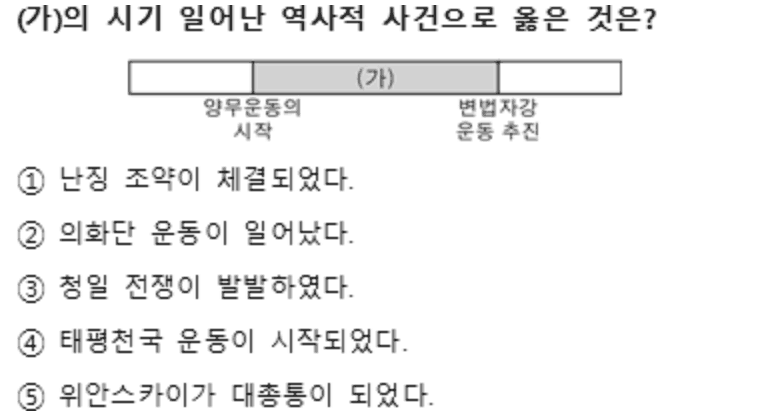 (가)의 시기 일어난 역사적 사건으로 옳은 것은?
(가)
양무운동의 변법자강
시작 운동 추진
① 난징 조약이 체결되었다.
② 의화단 운동이 일어났다.
③ 청일 전쟁이 발발하였다.
④ 태평천국 운동이 시작되었다.
⑤ 위안스카이가 대총통이 되었다.